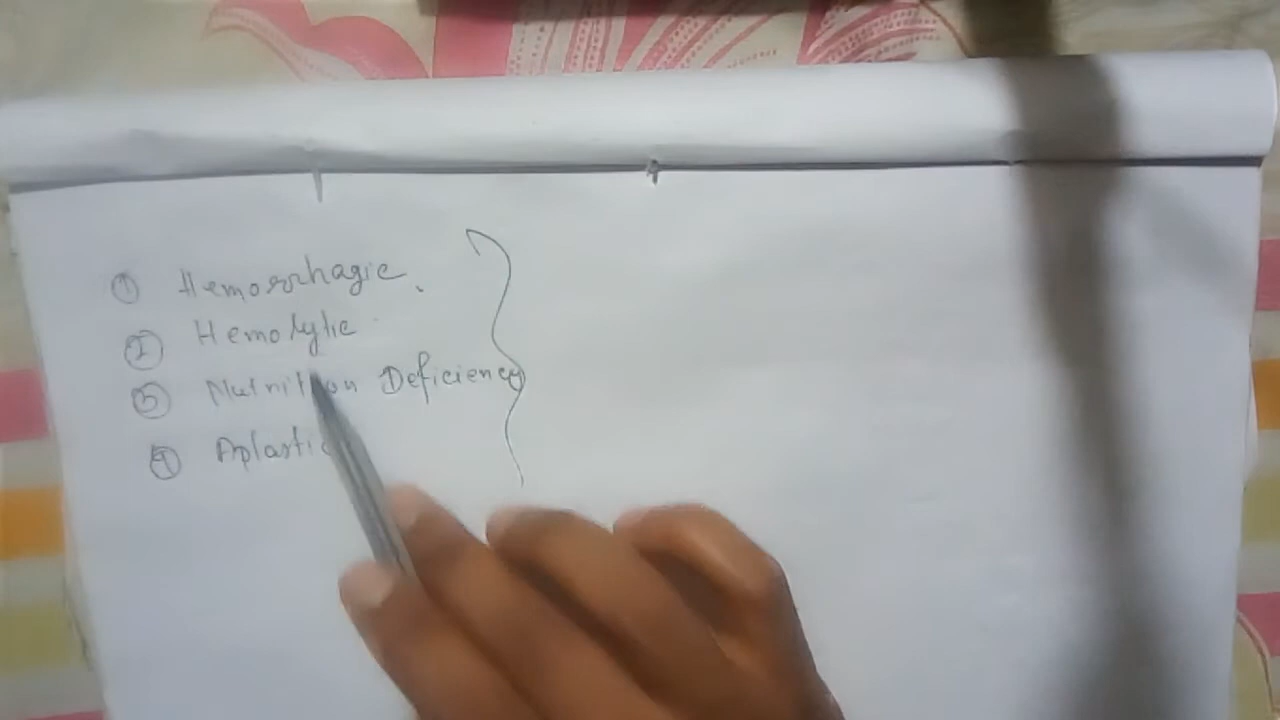 ① Hemorrhagic.
② Hemolytic
③ Nutrition Deficiency
④ Aplastic